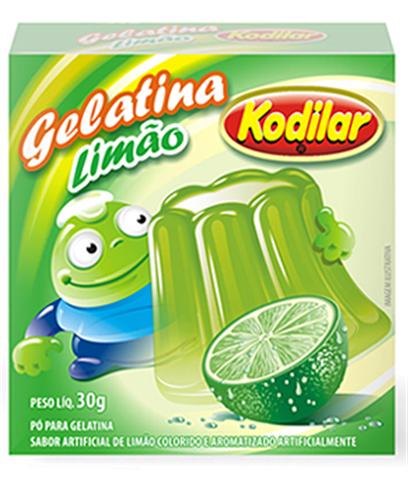 Gelatina
Limão
Kodilar
®
IMAGEM ILUSTRATIVA
PESO LÍQ. 30g
PÓ PARA GELATINA
SABOR ARTIFICIAL DE LIMÃO COLORIDO E AROMATIZADO ARTIFICIALMENTE